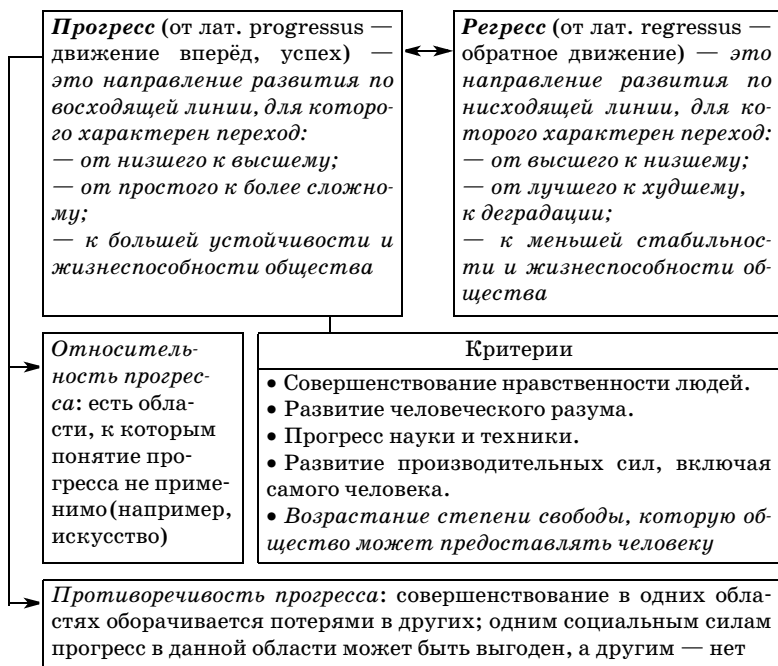 Прогресс (от лат. progressus —
движение вперёд, успех) —
это направление развития по
восходящей линии, для которо-
го характерен переход:
— от низшего к высшему;
— от простого к более сложно-
му;
— к большей устойчивости и
жизнеспособности общества
Регресс (от лат. regressus —
обратное движение) — это
направление развития по
нисходящей линии, для ко-
торого характерен переход:
— от высшего к низшему;
— от лучшего к худшему,
к деградации;
— к меньшей стабильнос-
ти и жизнеспособности об-
щества
Относитель-
ность прогрес-
са: есть обла-
сти, к которым
понятие про-
гресса не приме-
нимо (например,
искусство)
Критерии
• Совершенствование нравственности людей.
• Развитие человеческого разума.
• Прогресс науки и техники.
• Развитие производительных сил, включая
самого человека.
• Возрастание степени свободы, которую об-
щество может предоставлять человеку
Противоречивость прогресса: совершенствование в одних обла-
стях оборачивается потерями в других; одним социальным силам
прогресс в данной области может быть выгоден, а другим — нет